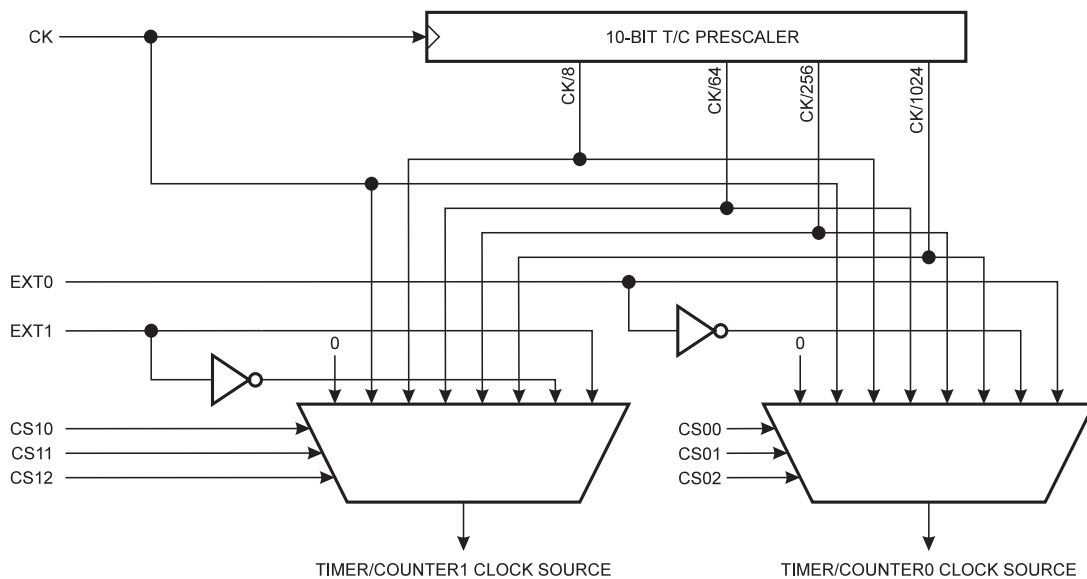 CK
10-BIT T/C PRESCALER
CK/8
CK/64
CK/256
CK/1024
EXT0
EXT1
0
0
CS10
CS11
CS12
CS00
CS01
CS02
TIMER/COUNTER1 CLOCK SOURCE
TIMER/COUNTER0 CLOCK SOURCE